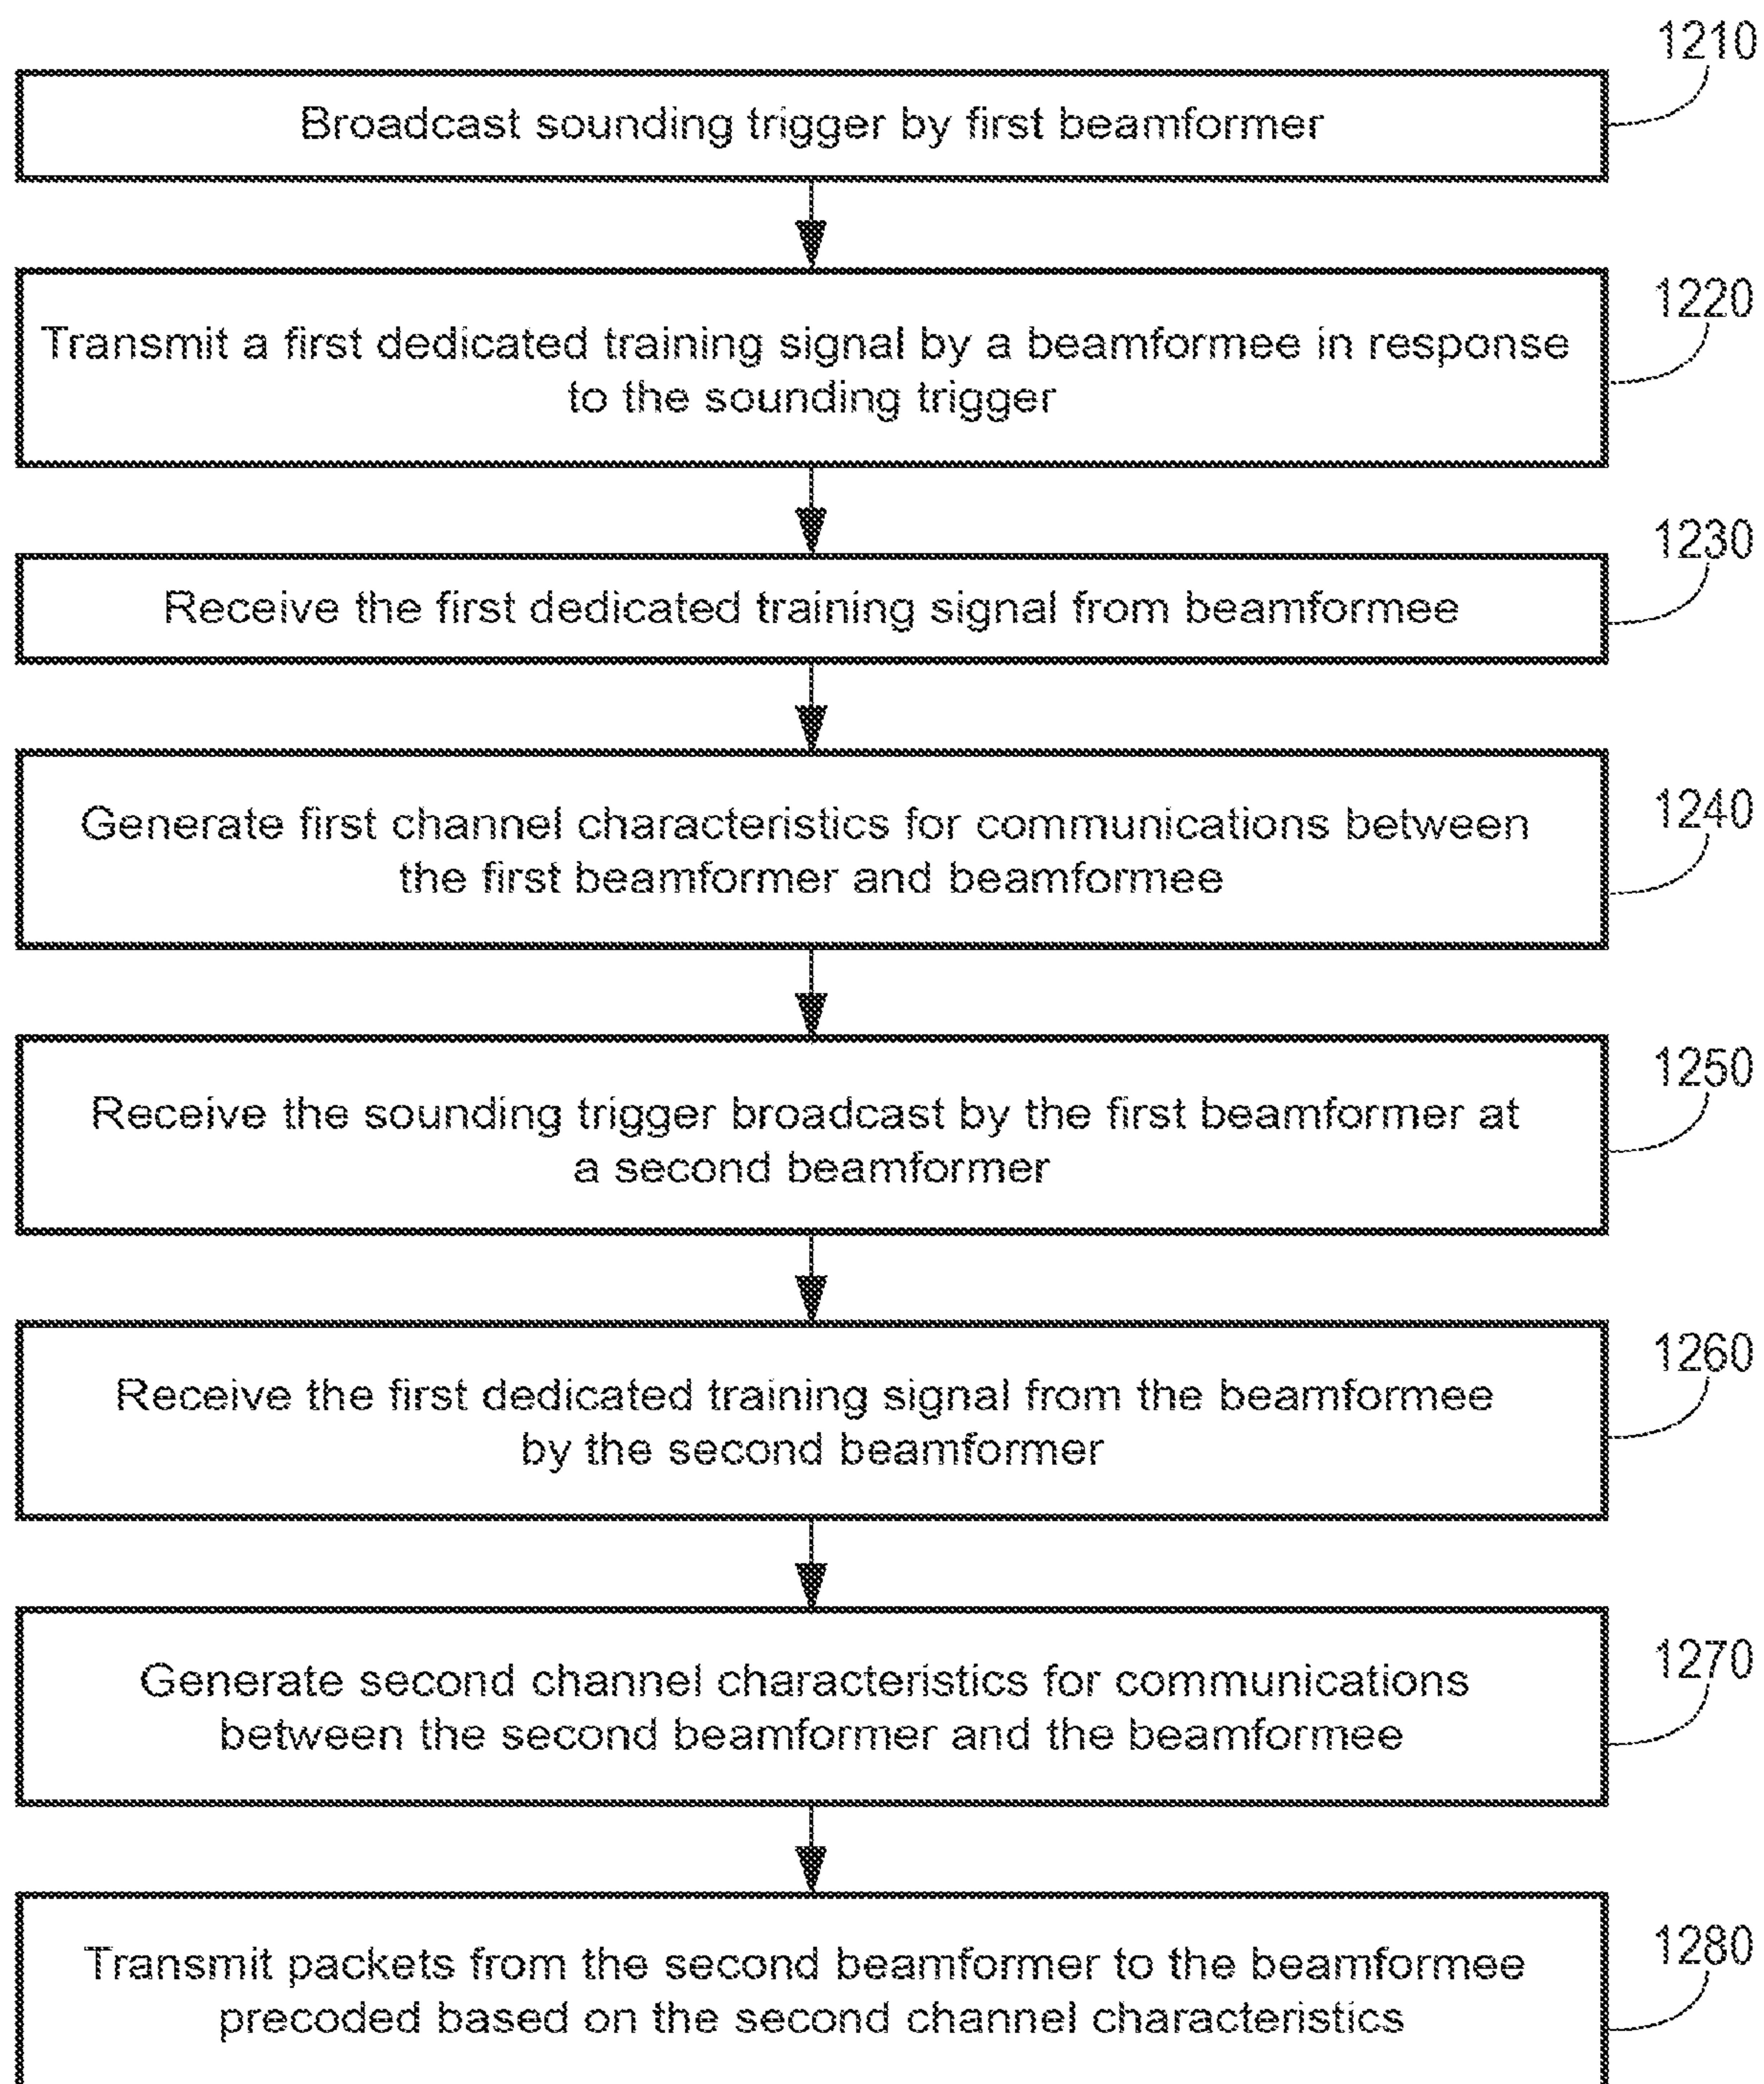 1210
Broadcast sounding trigger by first beamformer
1220
Transmit a first dedicated training signal by a beamformee in response
to the sounding trigger
1230
Receive the first dedicated training signal from beamformee
1240
Generate first channel characteristics for communications between
the first beamformer and beamformee
1250
Receive the sounding trigger broadcast by the first beamformer at
a second beamformer
1260
Receive the first dedicated training signal from the beamformee
by the second beamformer
1270
Generate second channel characteristics for communications
between the second beamformer and the beamformee
1280
Transmit packets from the second beamformer to the beamformee
precoded based on the second channel characteristics